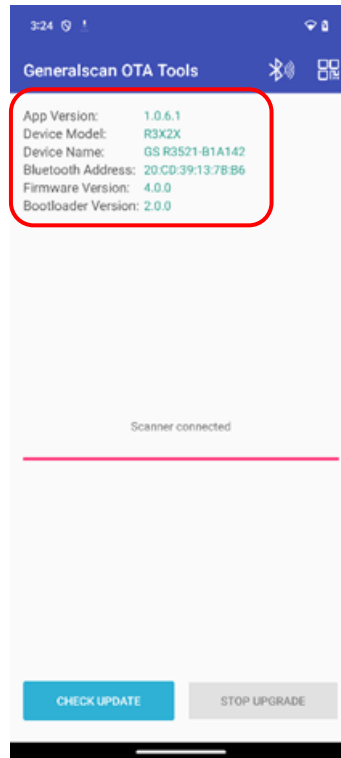 3:24
Generalscan OTA Tools
App Version: 1.0.6.1
Device Model: R3X2X
Device Name: GS R3521-B1A142
Bluetooth Address: 20:CD:39:13:7B:B6
Firmware Version: 4.0.0
Bootloader Version: 2.0.0
Scanner connected
CHECK UPDATE STOP UPGRADE